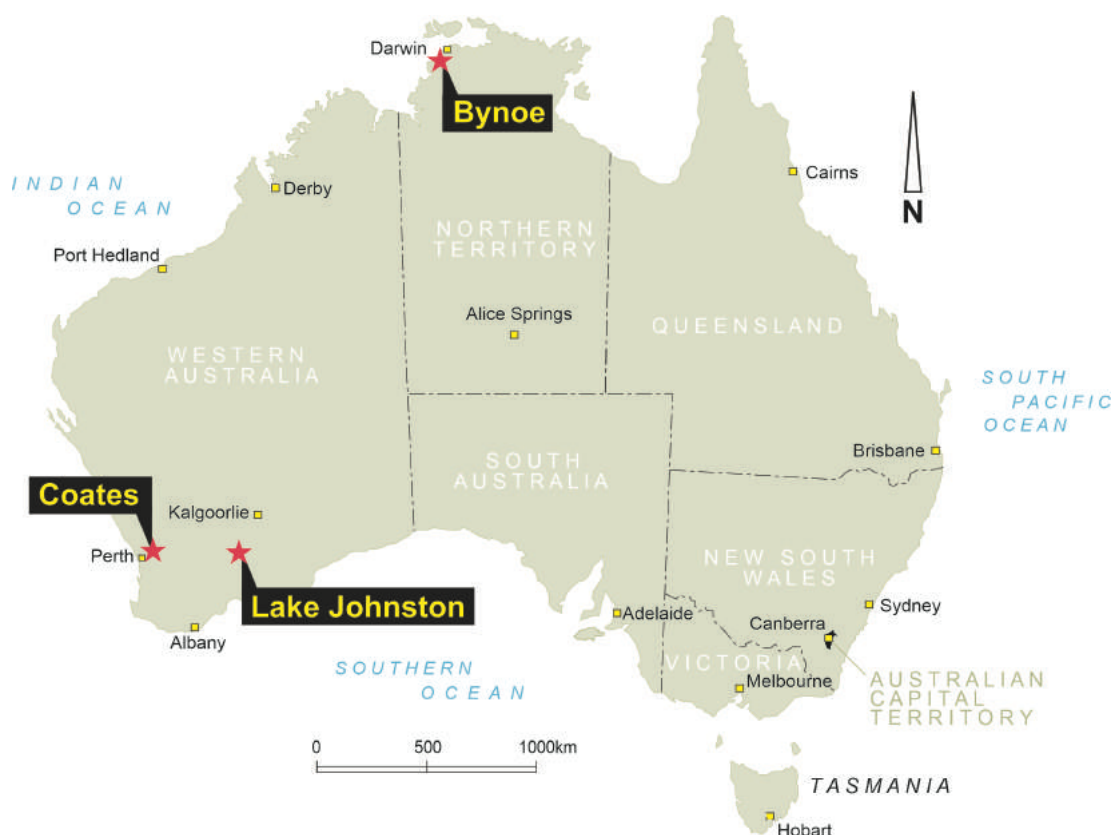 Darwin
Bynoe
INDIAN
OCEAN
Derby
Cairns
N
Port Hedland
NORTHERN
TERRITORY
Alice Springs
QUEENSLAND
WESTERN
AUSTRALIA
SOUTH
PACIFIC
OCEAN
Brisbane
SOUTH
AUSTRALIA
Coates
Kalgoorlie
Perth
NEW SOUTH
WALES
Lake Johnston
Adelaide
Sydney
Canberra
Albany
SOUTHERN
OCEAN
VICTORIA
Melbourne
AUSTRALIAN
CAPITAL
TERRITORY
0 500 1000km
TASMANIA
Hobart